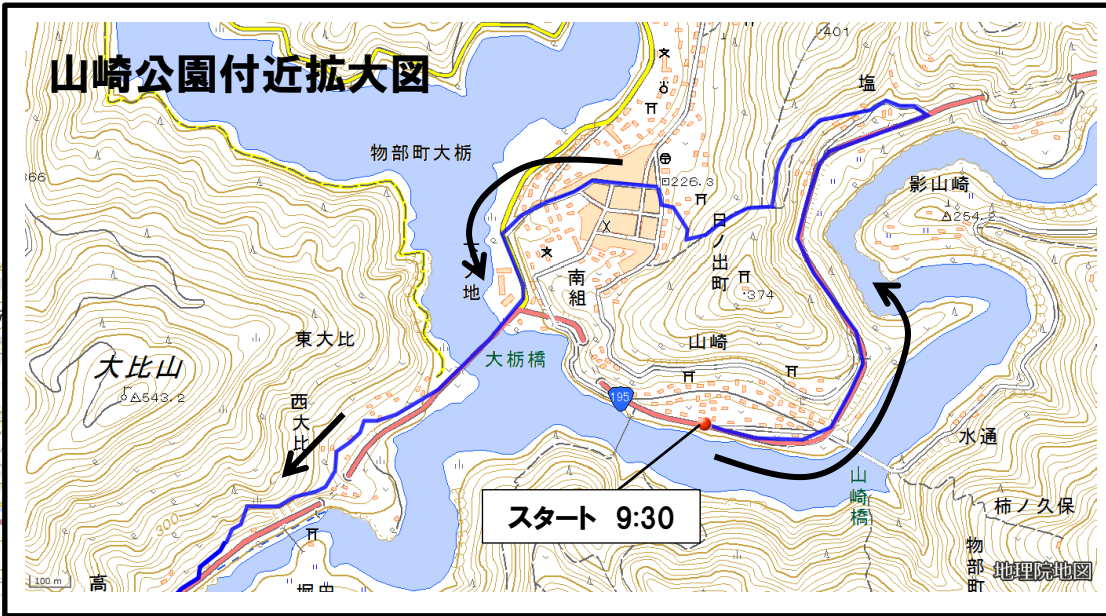 山崎公園付近拡大図
401
塩
物部町大栃
226.3
影山崎
254.2
日ノ出町
南組
地
374
東大比
大栃橋
山崎
大比山
543.2
西大比
195
水通
山崎橋
柿ノ久保
スタート 9:30
物部町
300
100 m
高
地理院地図